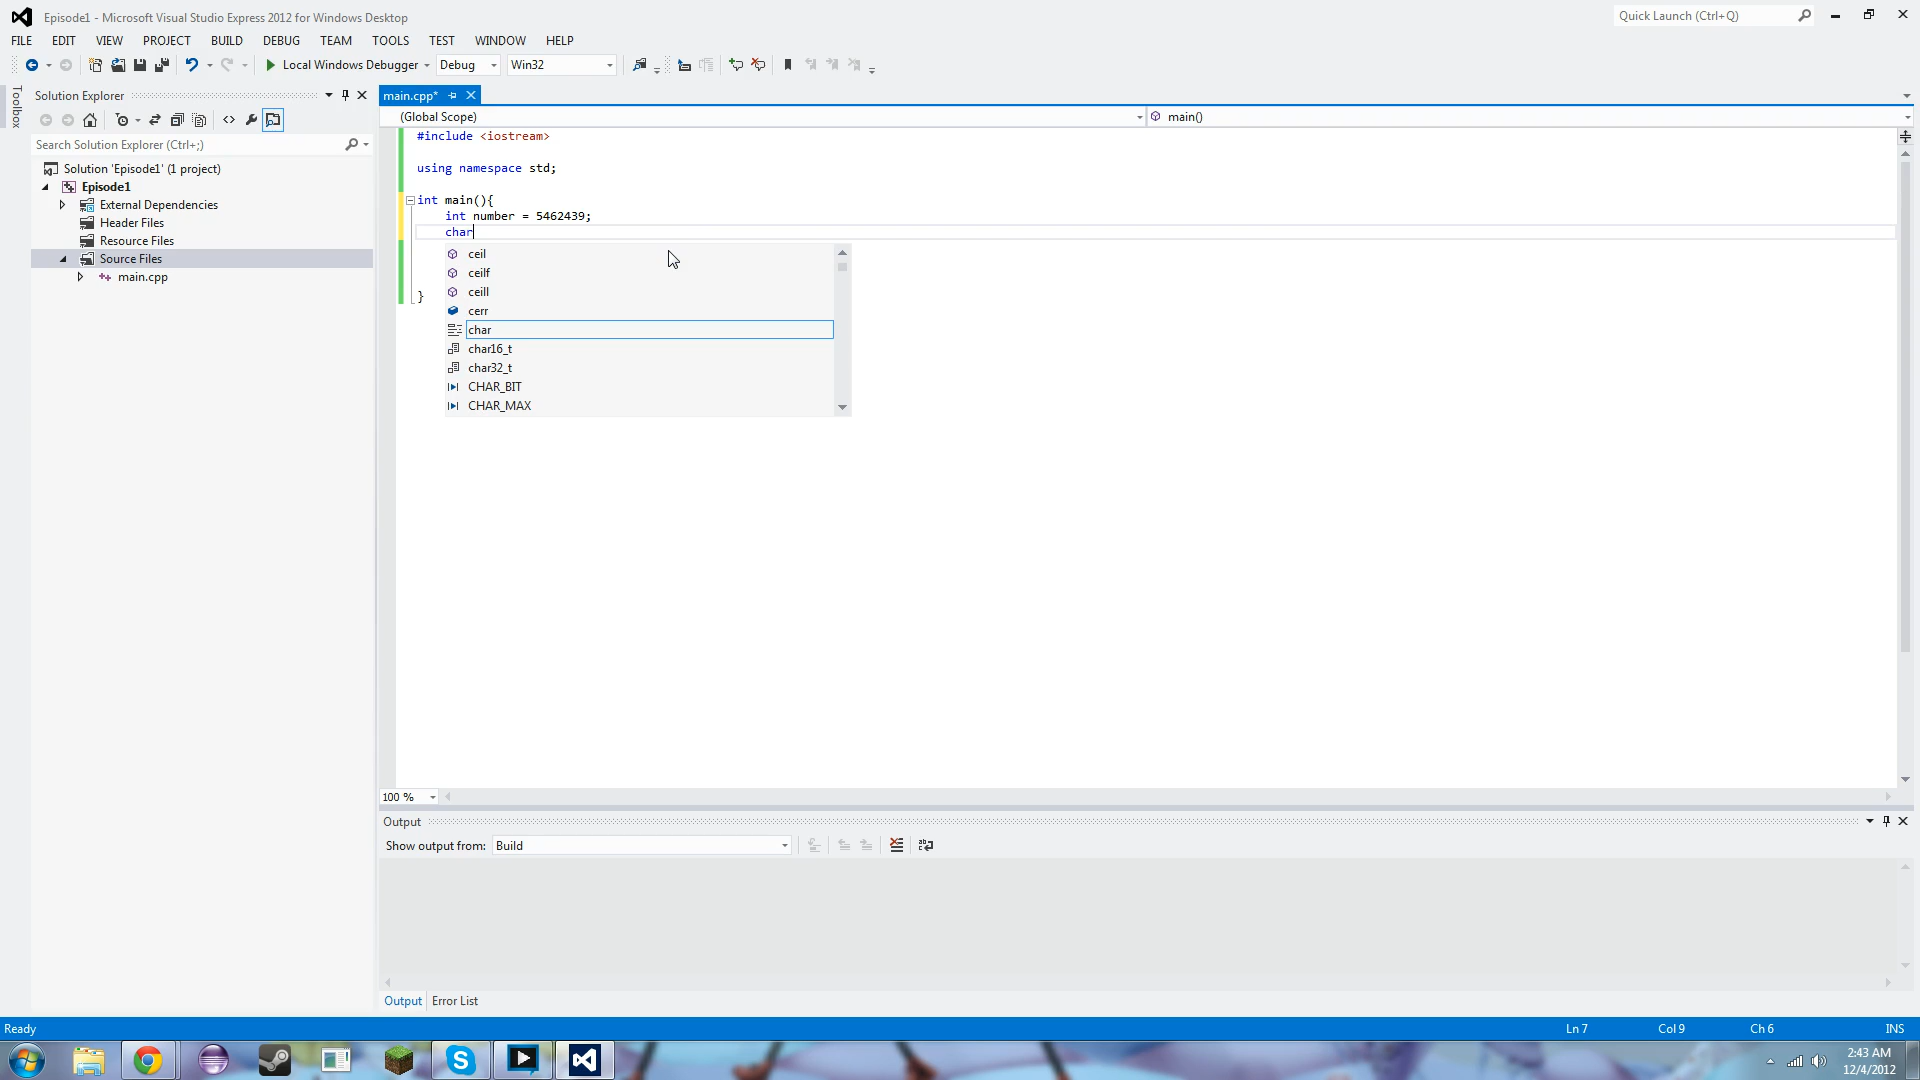 Episode1 - Microsoft Visual Studio Express 2012 for Windows Desktop
Quick Launch (Ctrl+Q)
FILE EDIT VIEW PROJECT BUILD DEBUG TEAM TOOLS TEST WINDOW HELP
Local Windows Debugger Debug Win32
Toolbox
Solution Explorer
main.cpp*
(Global Scope)
main()
Search Solution Explorer (Ctrl+;)
Solution 'Episode1' (1 project)
Episode1
External Dependencies
Header Files
Resource Files
Source Files
main.cpp
#include <iostream>
using namespace std;
int main(){
int number = 5462439;
char
ceil
ceilf
ceill
cerr
char
char16_t
char32_t
CHAR_BIT
CHAR_MAX
}
100 %
Output
Show output from: Build
Output Error List
Ready
Ln 7 Col 9 Ch 6 INS
2:43 AM
12/4/2012